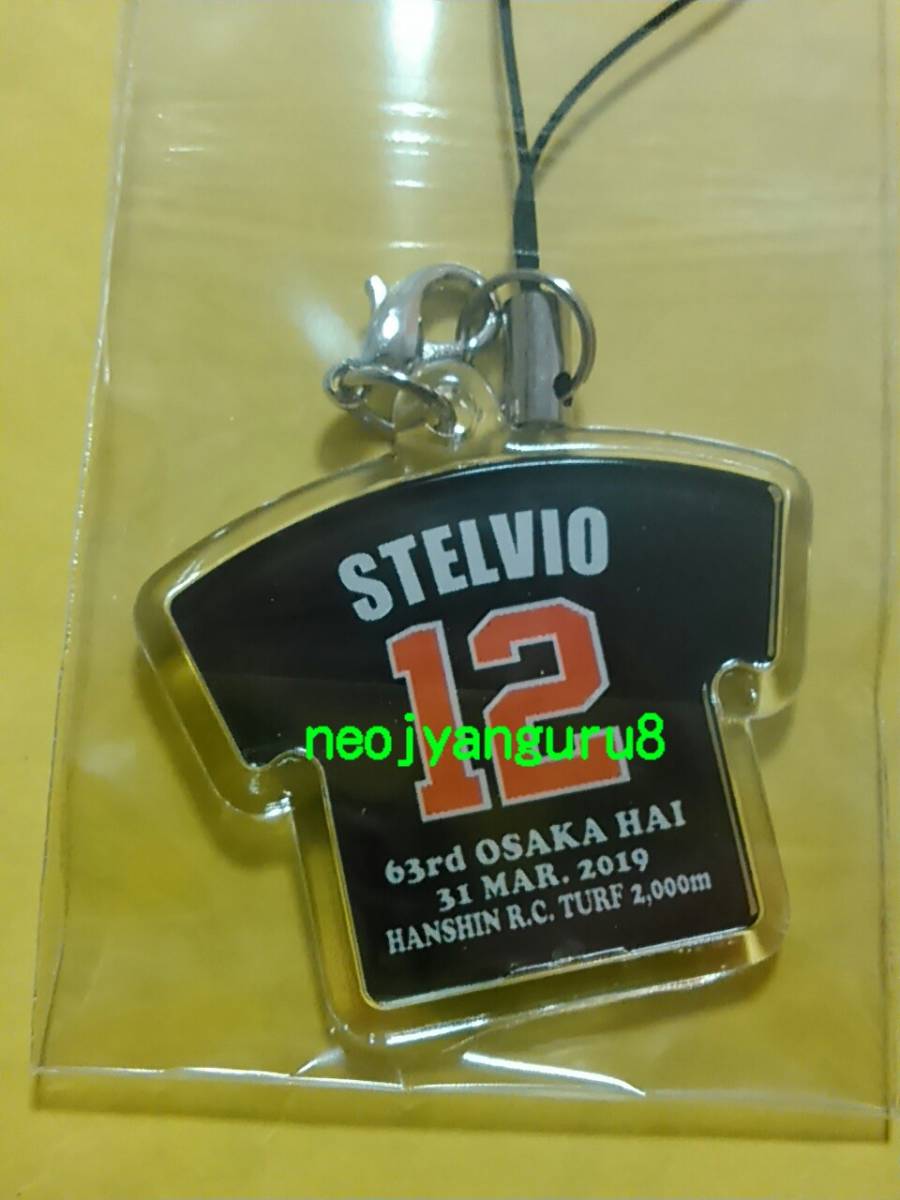 STELVIO
12
neojyanguru8
63rd OSAKA HAI
31 MAR. 2019
HANSHIN R.C. TURF 2,000m